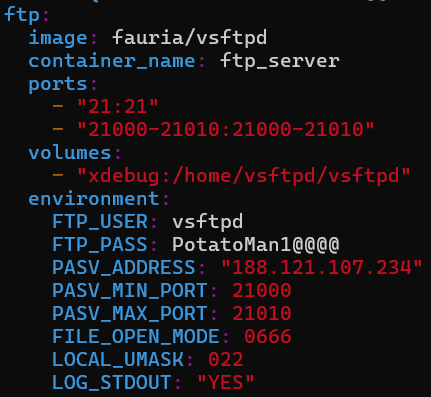 ftp:
  image: fauria/vsftpd
  container_name: ftp_server
  ports:
    - "21:21"
    - "21000-21010:21000-21010"
  volumes:
    - "xdebug:/home/vsftpd/vsftpd"
  environment:
    FTP_USER: vsftpd
    FTP_PASS: PotatoMan1@@@@
    PASV_ADDRESS: "188.121.107.234"
    PASV_MIN_PORT: 21000
    PASV_MAX_PORT: 21010
    FILE_OPEN_MODE: 0666
    LOCAL_UMASK: 022
    LOG_STDOUT: "YES"